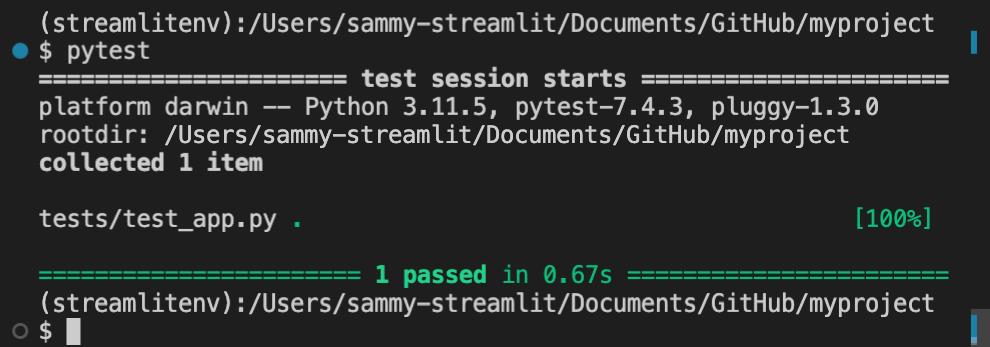 (streamlitenv):/Users/sammy-streamlit/Documents/GitHub/myproject
$ pytest
====================== test session starts ======================
platform darwin -- Python 3.11.5, pytest-7.4.3, pluggy-1.3.0
rootdir: /Users/sammy-streamlit/Documents/GitHub/myproject
collected 1 item
tests/test_app.py . [100%]
======================= 1 passed in 0.67s =======================
(streamlitenv):/Users/sammy-streamlit/Documents/GitHub/myproject
$